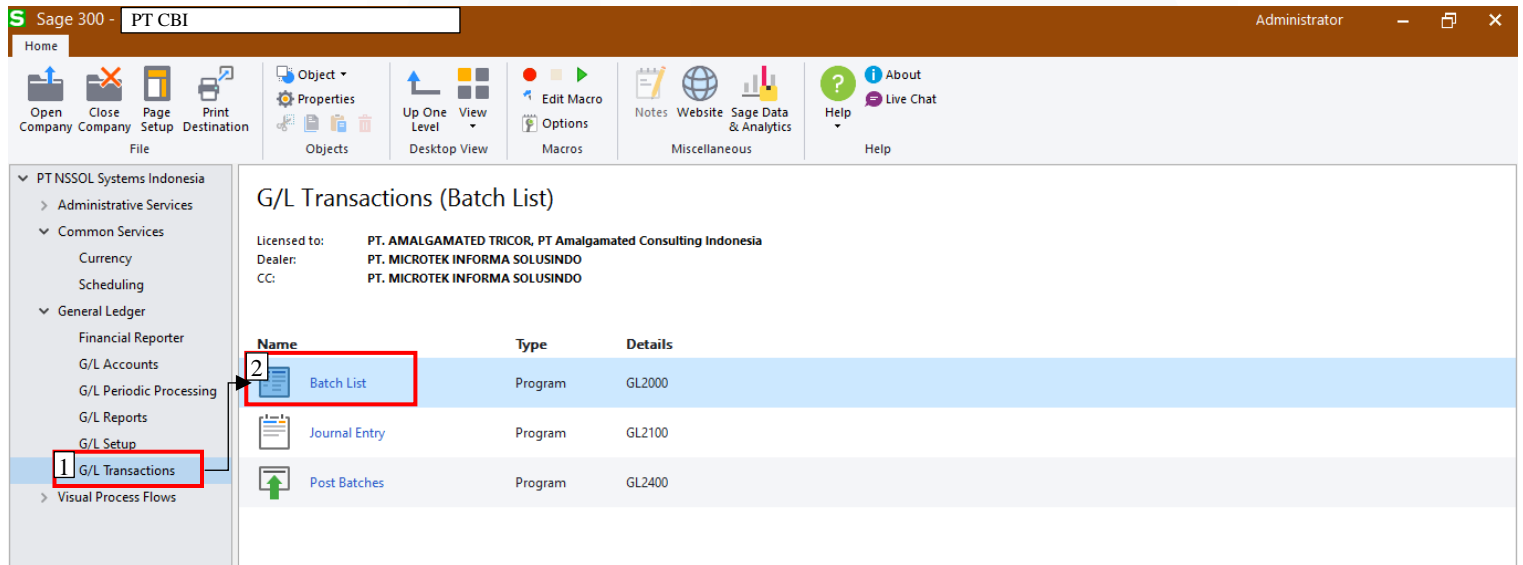 S Sage 300 - PT CBI
Administrator
Home
Open Company
Close Company
Page Setup
Print Destination
File
Object
Properties
Objects
Up One Level
View
Desktop View
Edit Macro
Options
Macros
Notes
Website
Sage Data & Analytics
Miscellaneous
? Help
i About
Live Chat
Help
PT NSSOL Systems Indonesia
Administrative Services
Common Services
Currency
Scheduling
General Ledger
Financial Reporter
G/L Accounts
G/L Periodic Processing
G/L Reports
G/L Setup
1 G/L Transactions
Visual Process Flows
G/L Transactions (Batch List)
Licensed to: PT. AMALGAMATED TRICOR, PT Amalgamated Consulting Indonesia
Dealer: PT. MICROTEK INFORMA SOLUSINDO
CC: PT. MICROTEK INFORMA SOLUSINDO
Name Type Details
2 Batch List Program GL2000
Journal Entry Program GL2100
Post Batches Program GL2400